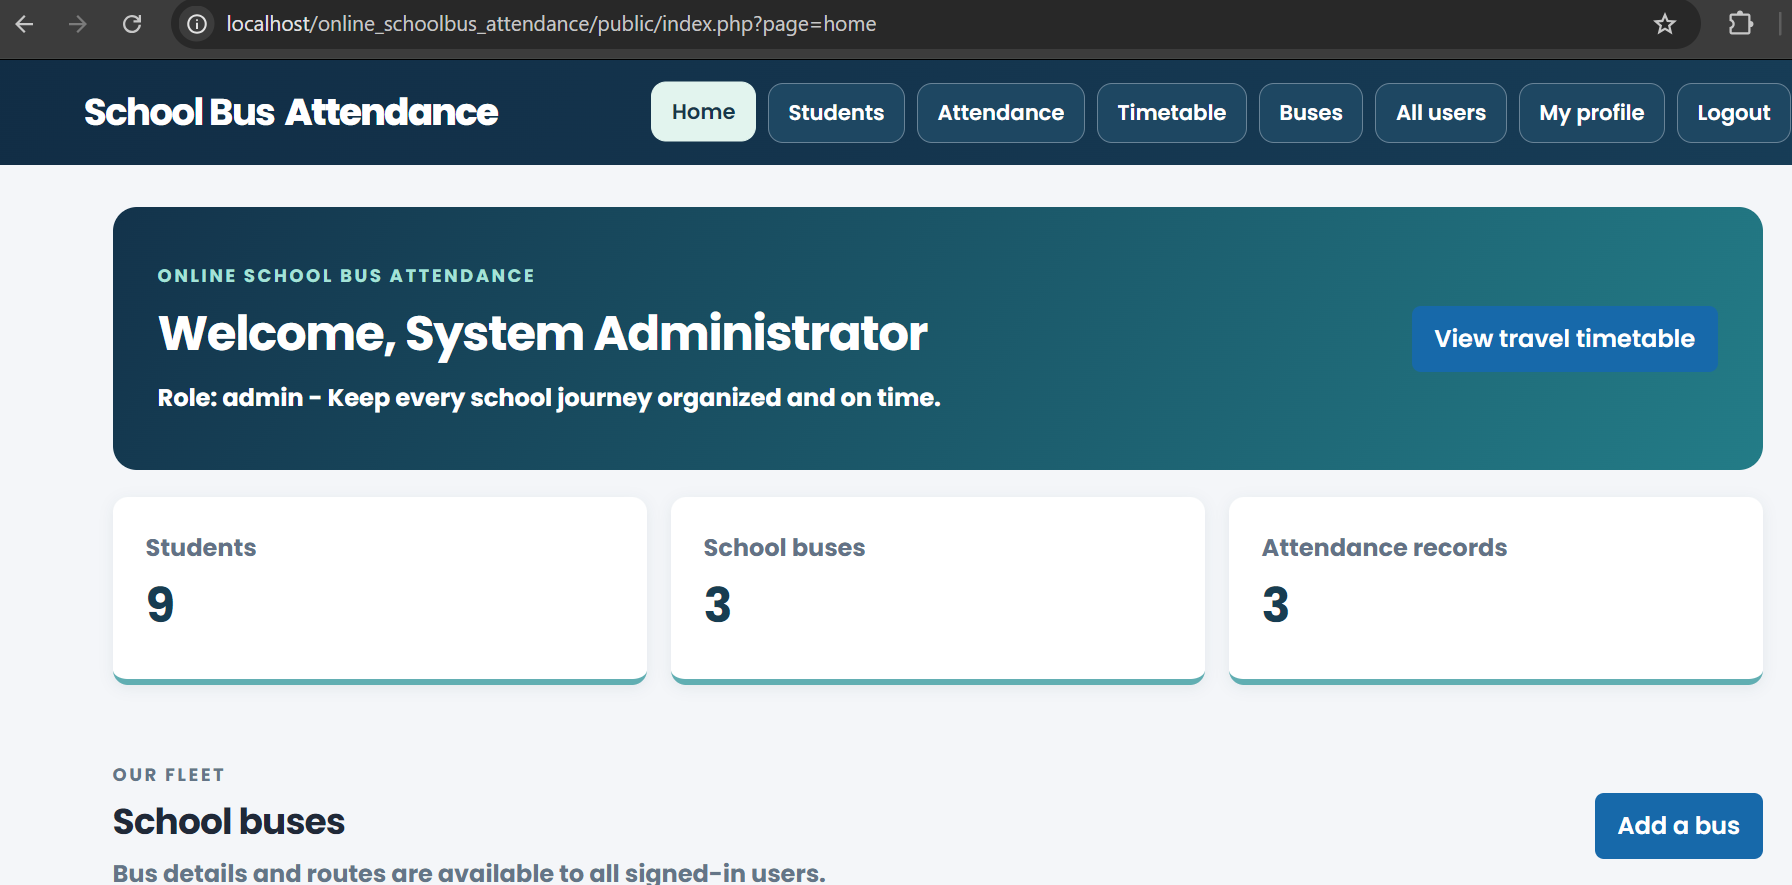 localhost/online_schoolbus_attendance/public/index.php?page=home
School Bus Attendance
Home Students Attendance Timetable Buses All users My profile Logout
ONLINE SCHOOL BUS ATTENDANCE
Welcome, System Administrator
Role: admin - Keep every school journey organized and on time.
View travel timetable
Students School buses Attendance records
9 3 3
OUR FLEET
School buses
Add a bus
Bus details and routes are available to all signed-in users.